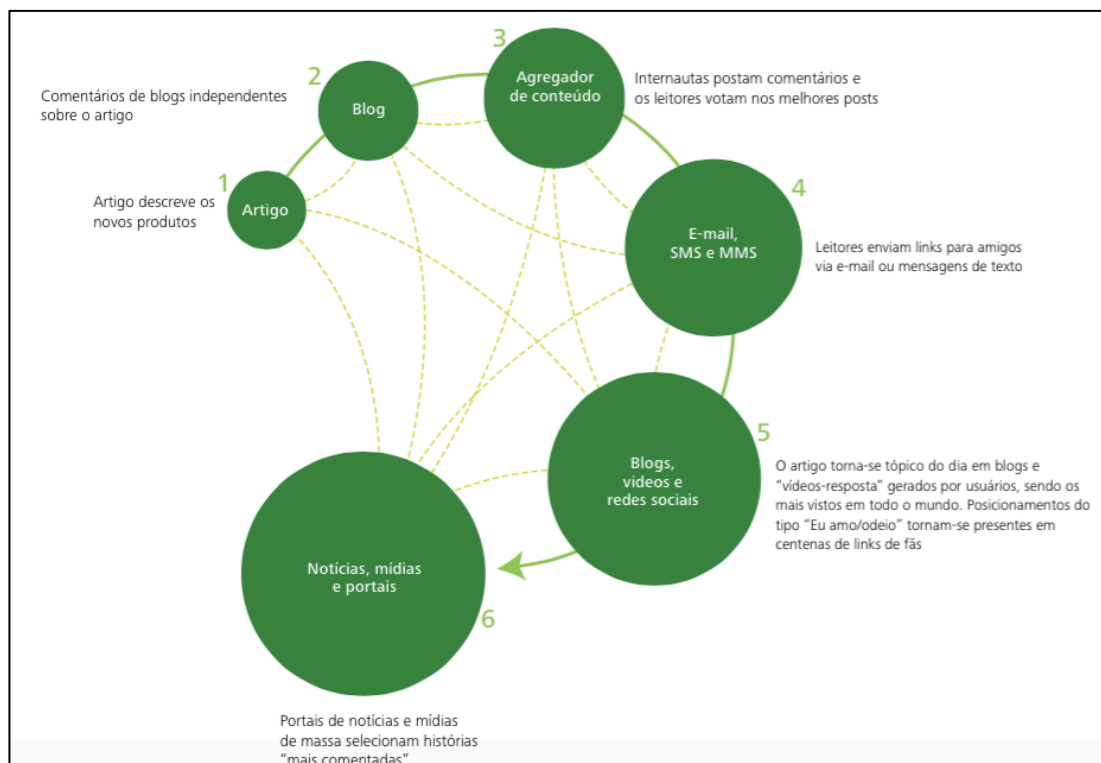 1
Artigo
Artigo descreve os
novos produtos
2
Blog
Comentários de blogs independentes
sobre o artigo
3
Agregador
de conteúdo
Internautas postam comentários e
os leitores votam nos melhores posts
4
E-mail,
SMS e MMS
Leitores enviam links para amigos
via e-mail ou mensagens de texto
5
Blogs,
videos e
redes sociais
O artigo torna-se tópico do dia em blogs e
“vídeos-resposta” gerados por usuários, sendo os
mais vistos em todo o mundo. Posicionamentos do
tipo “Eu amo/odeio” tornam-se presentes em
centenas de links de fãs
6
Notícias, mídias
e portais
Portais de notícias e mídias
de massa selecionam histórias
“mais comentadas”